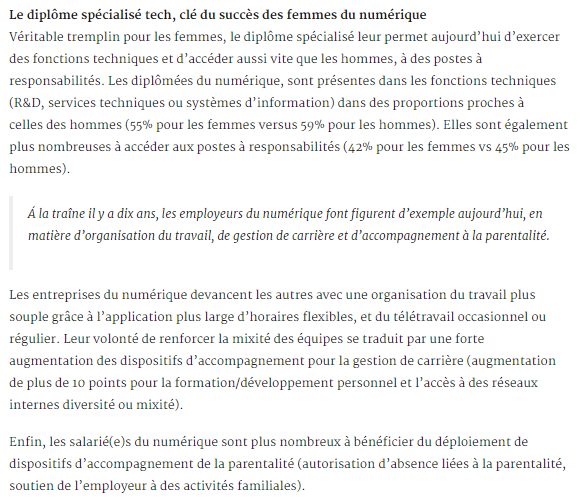 Le diplôme spécialisé tech, clé du succès des femmes du numérique
Véritable tremplin pour les femmes, le diplôme spécialisé leur permet aujourd’hui d’exercer
des fonctions techniques et d’accéder aussi vite que les hommes, à des postes à
responsabilités. Les diplômées du numérique, sont présentes dans les fonctions techniques
(R&D, services techniques ou systèmes d’information) dans des proportions proches à
celles des hommes (55% pour les femmes versus 59% pour les hommes). Elles sont également
plus nombreuses à accéder aux postes à responsabilités (42% pour les femmes vs 45% pour les
hommes).
Á la traîne il y a dix ans, les employeurs du numérique font figurent d’exemple aujourd’hui, en
matière d’organisation du travail, de gestion de carrière et d’accompagnement à la parentalité.
Les entreprises du numérique devancent les autres avec une organisation du travail plus
souple grâce à l’application plus large d’horaires flexibles, et du télétravail occasionnel ou
régulier. Leur volonté de renforcer la mixité des équipes se traduit par une forte
augmentation des dispositifs d’accompagnement pour la gestion de carrière (augmentation
de plus de 10 points pour la formation/développement personnel et l’accès à des réseaux
internes diversité ou mixité).
Enfin, les salarié(e)s du numérique sont plus nombreux à bénéficier du déploiement de
dispositifs d’accompagnement de la parentalité (autorisation d’absence liées à la parentalité,
soutien de l’employeur à des activités familiales).